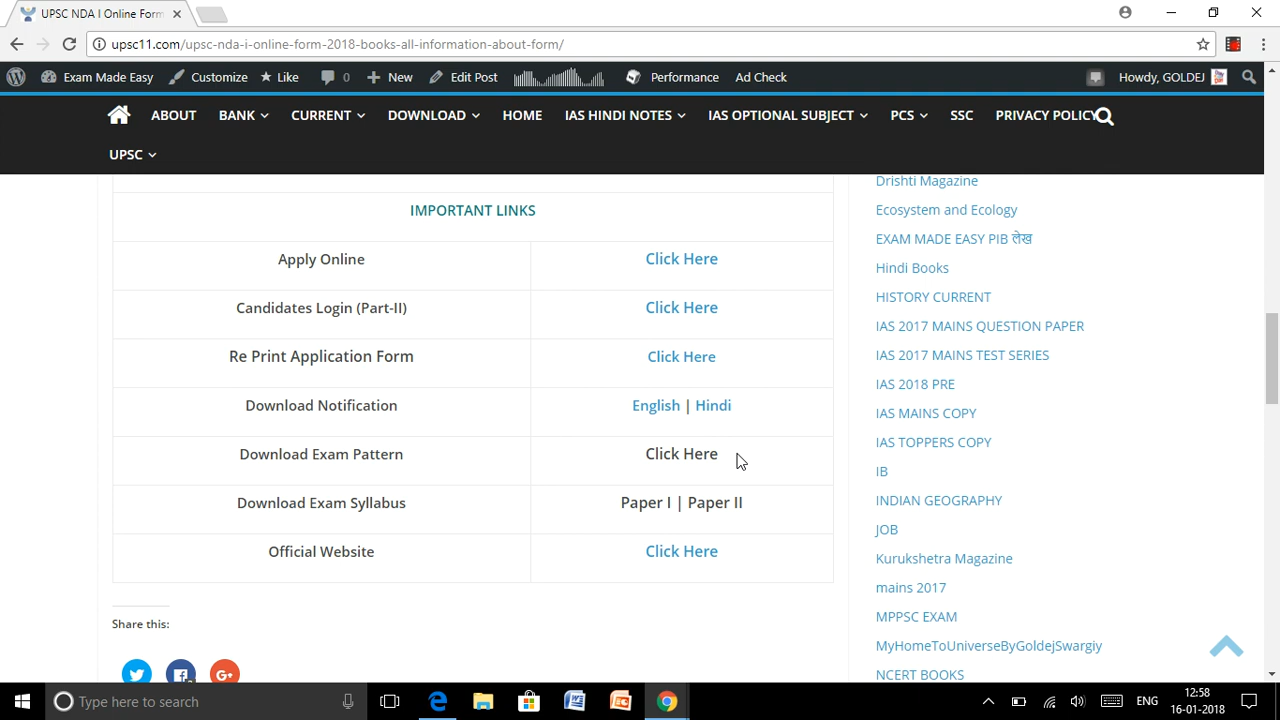 UPSC NDA I Online Form
upsc11.com/upsc-nda-i-online-form-2018-books-all-information-about-form/
Exam Made Easy Customize Like 0 New Edit Post Performance Ad Check Howdy, GOLDEJ
ABOUT BANK CURRENT DOWNLOAD HOME IAS HINDI NOTES IAS OPTIONAL SUBJECT PCS SSC PRIVACY POLICY
UPSC
IMPORTANT LINKS
Apply Online Click Here
Candidates Login (Part-II) Click Here
Re Print Application Form Click Here
Download Notification English | Hindi
Download Exam Pattern Click Here
Download Exam Syllabus Paper I | Paper II
Official Website Click Here
Share this:
Drishti Magazine
Ecosystem and Ecology
EXAM MADE EASY PIB लेख
Hindi Books
HISTORY CURRENT
IAS 2017 MAINS QUESTION PAPER
IAS 2017 MAINS TEST SERIES
IAS 2018 PRE
IAS MAINS COPY
IAS TOPPERS COPY
IB
INDIAN GEOGRAPHY
JOB
Kurukshetra Magazine
mains 2017
MPPSC EXAM
MyHomeToUniverseByGoldejSwargiy
NCERT BOOKS
Type here to search
ENG
12:58
16-01-2018